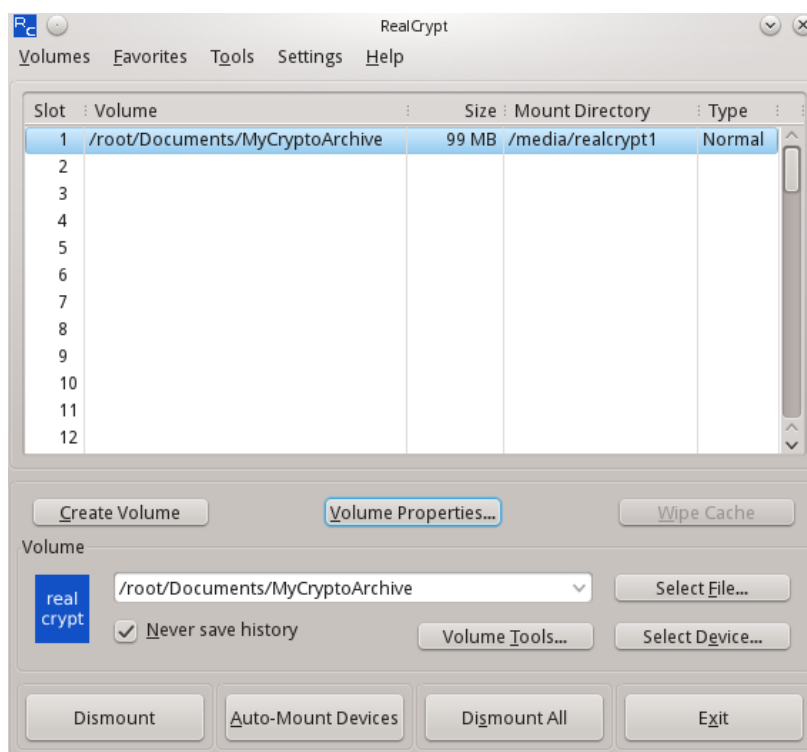 Rc RealCrypt
Volumes Favorites Tools Settings Help
Slot Volume Size Mount Directory Type
1 /root/Documents/MyCryptoArchive 99 MB /media/realcrypt1 Normal
2
3
4
5
6
7
8
9
10
11
12
Create Volume Volume Properties... Wipe Cache
Volume
real
crypt
/root/Documents/MyCryptoArchive Select File...
Never save history Volume Tools... Select Device...
Dismount Auto-Mount Devices Dismount All Exit